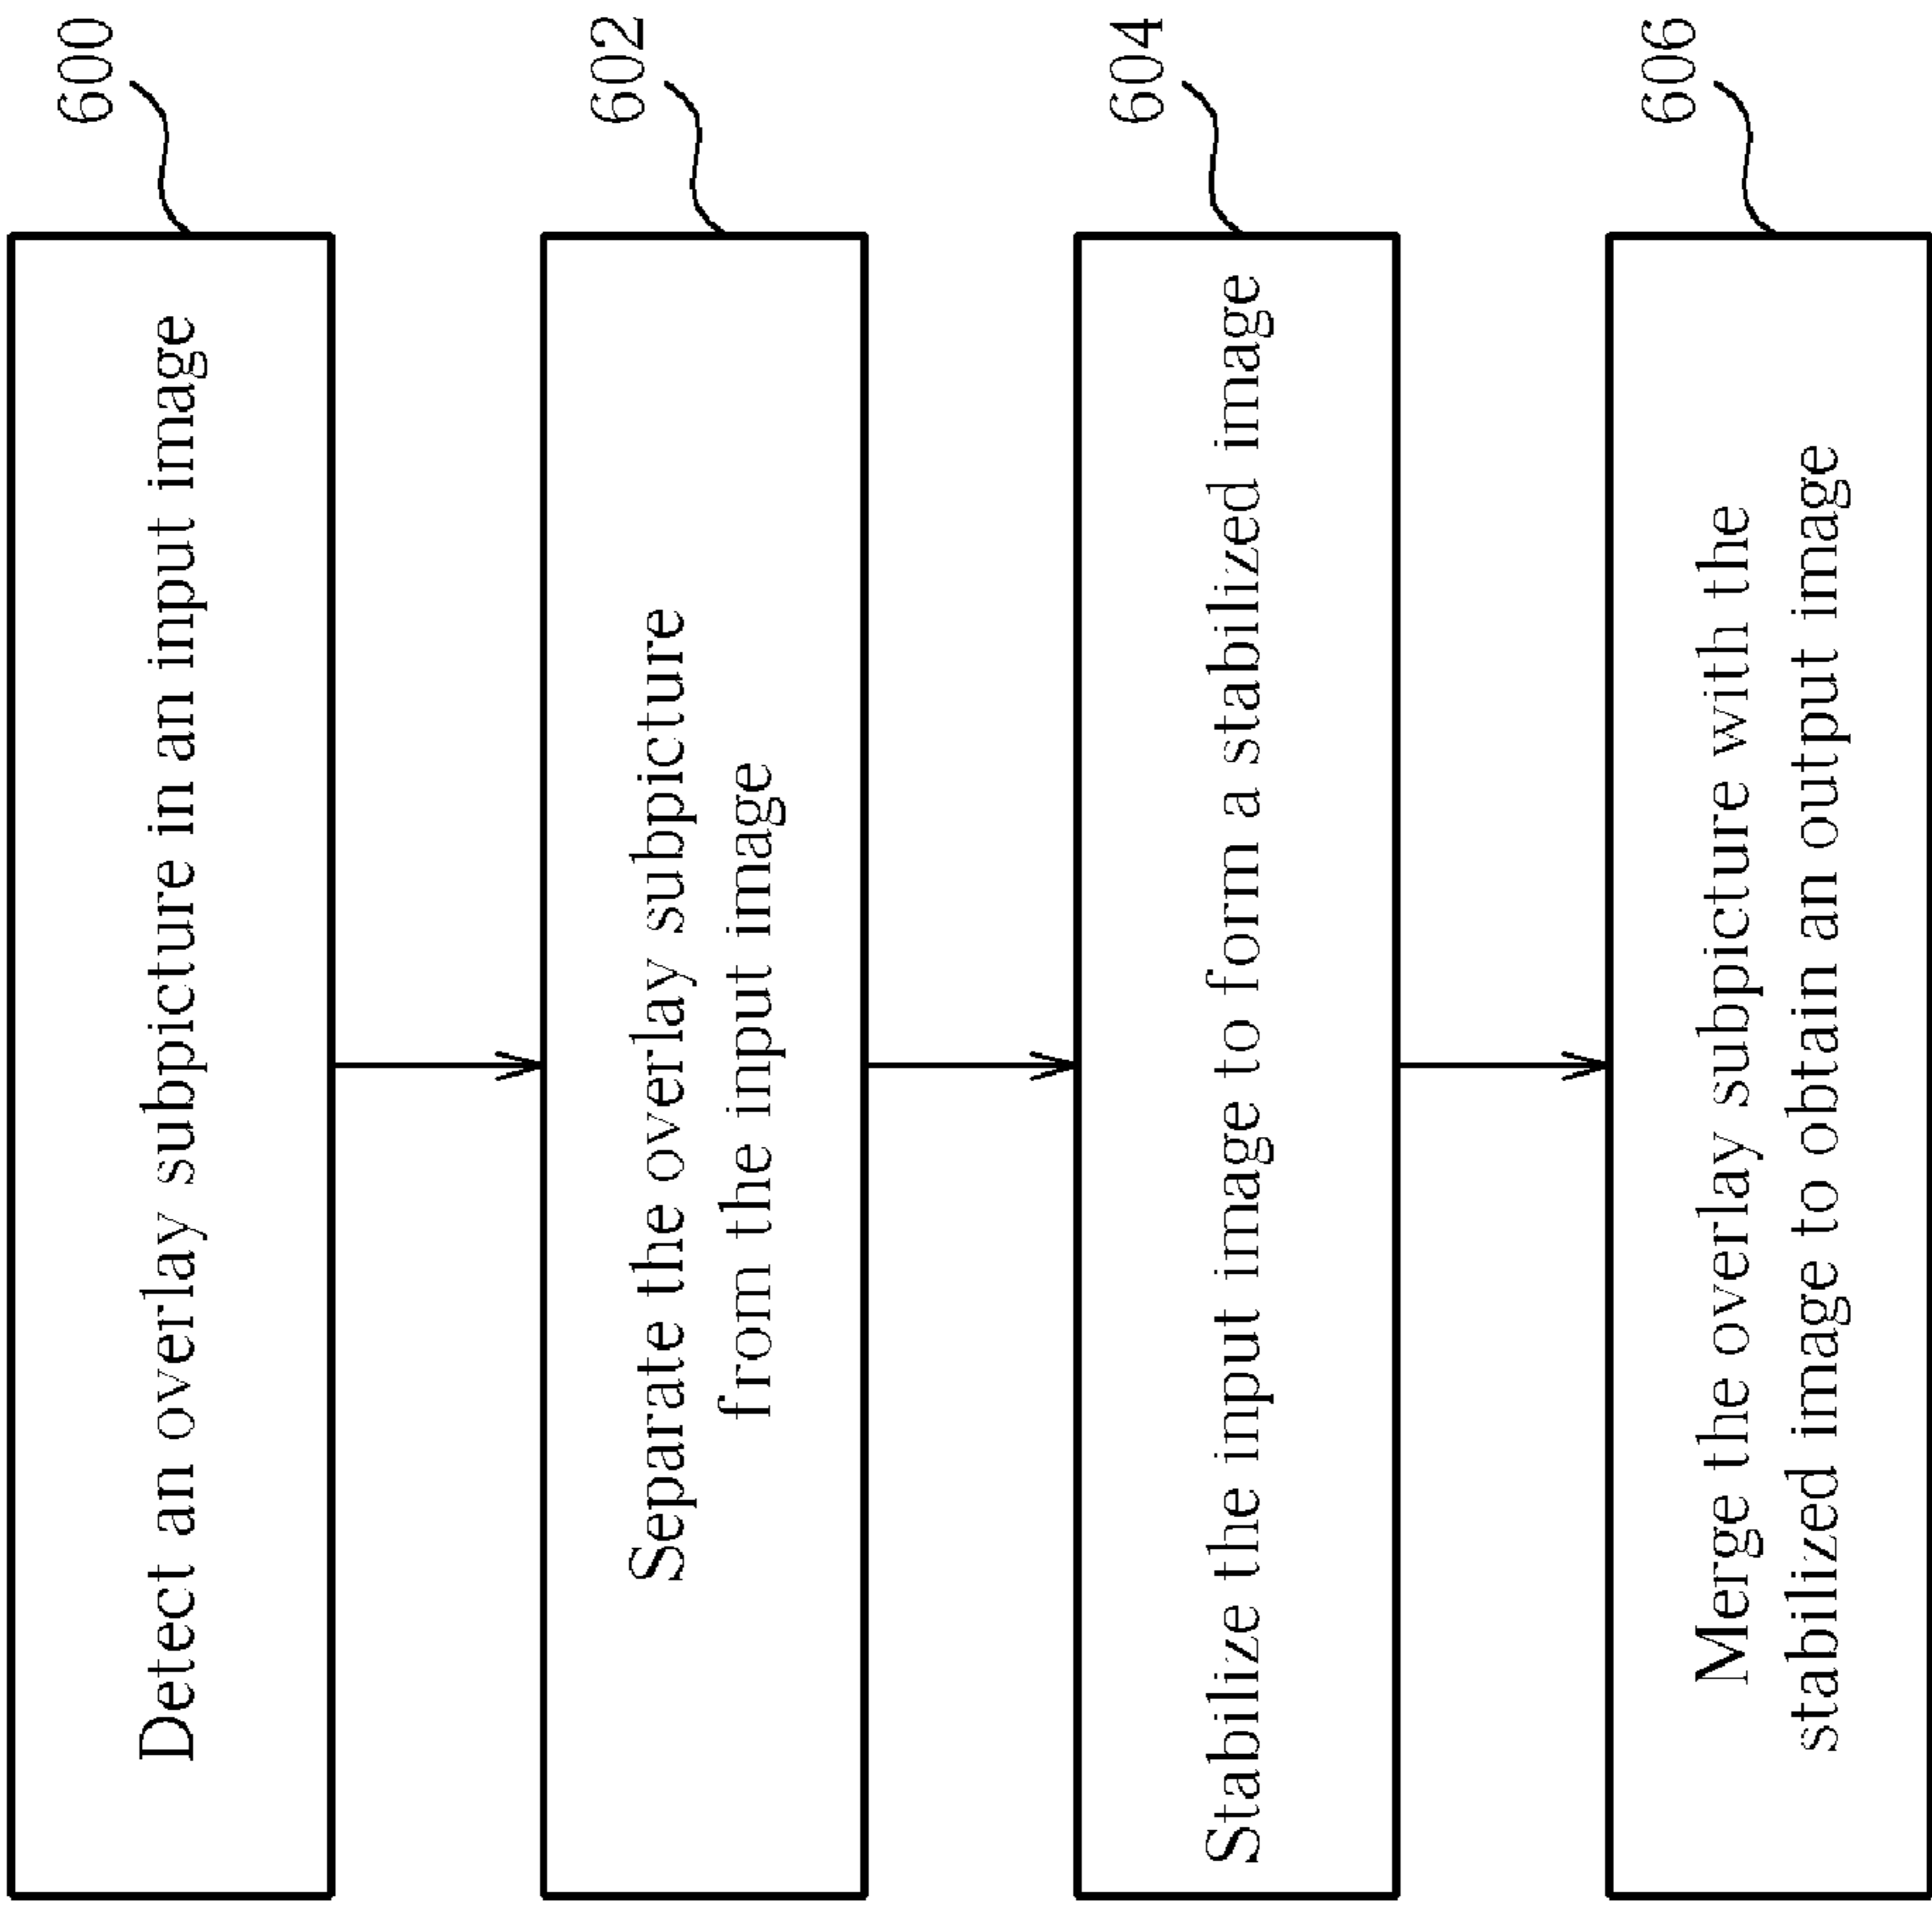 600
Detect an overlay subpicture in an input image
602
Separate the overlay subpicture
from the input image
604
Stabilize the input image to form a stabilized image
606
Merge the overlay subpicture with the
stabilized image to obtain an output image